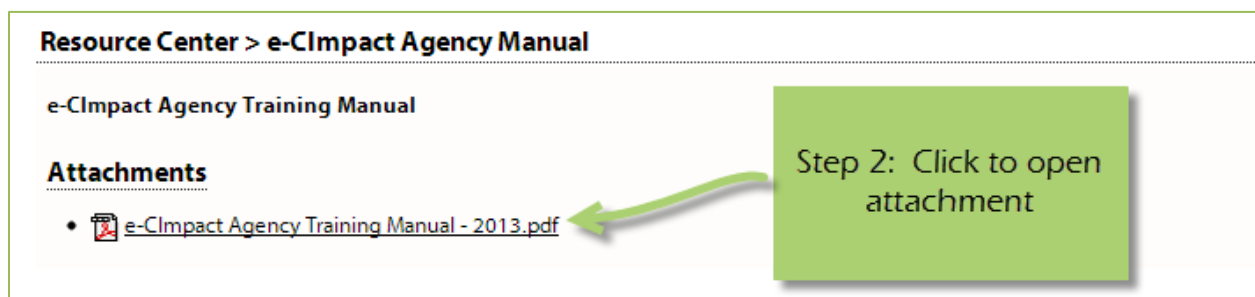 Resource Center > e-CImpact Agency Manual
e-CImpact Agency Training Manual
Attachments
e-CImpact Agency Training Manual - 2013.pdf
Step 2: Click to open
attachment